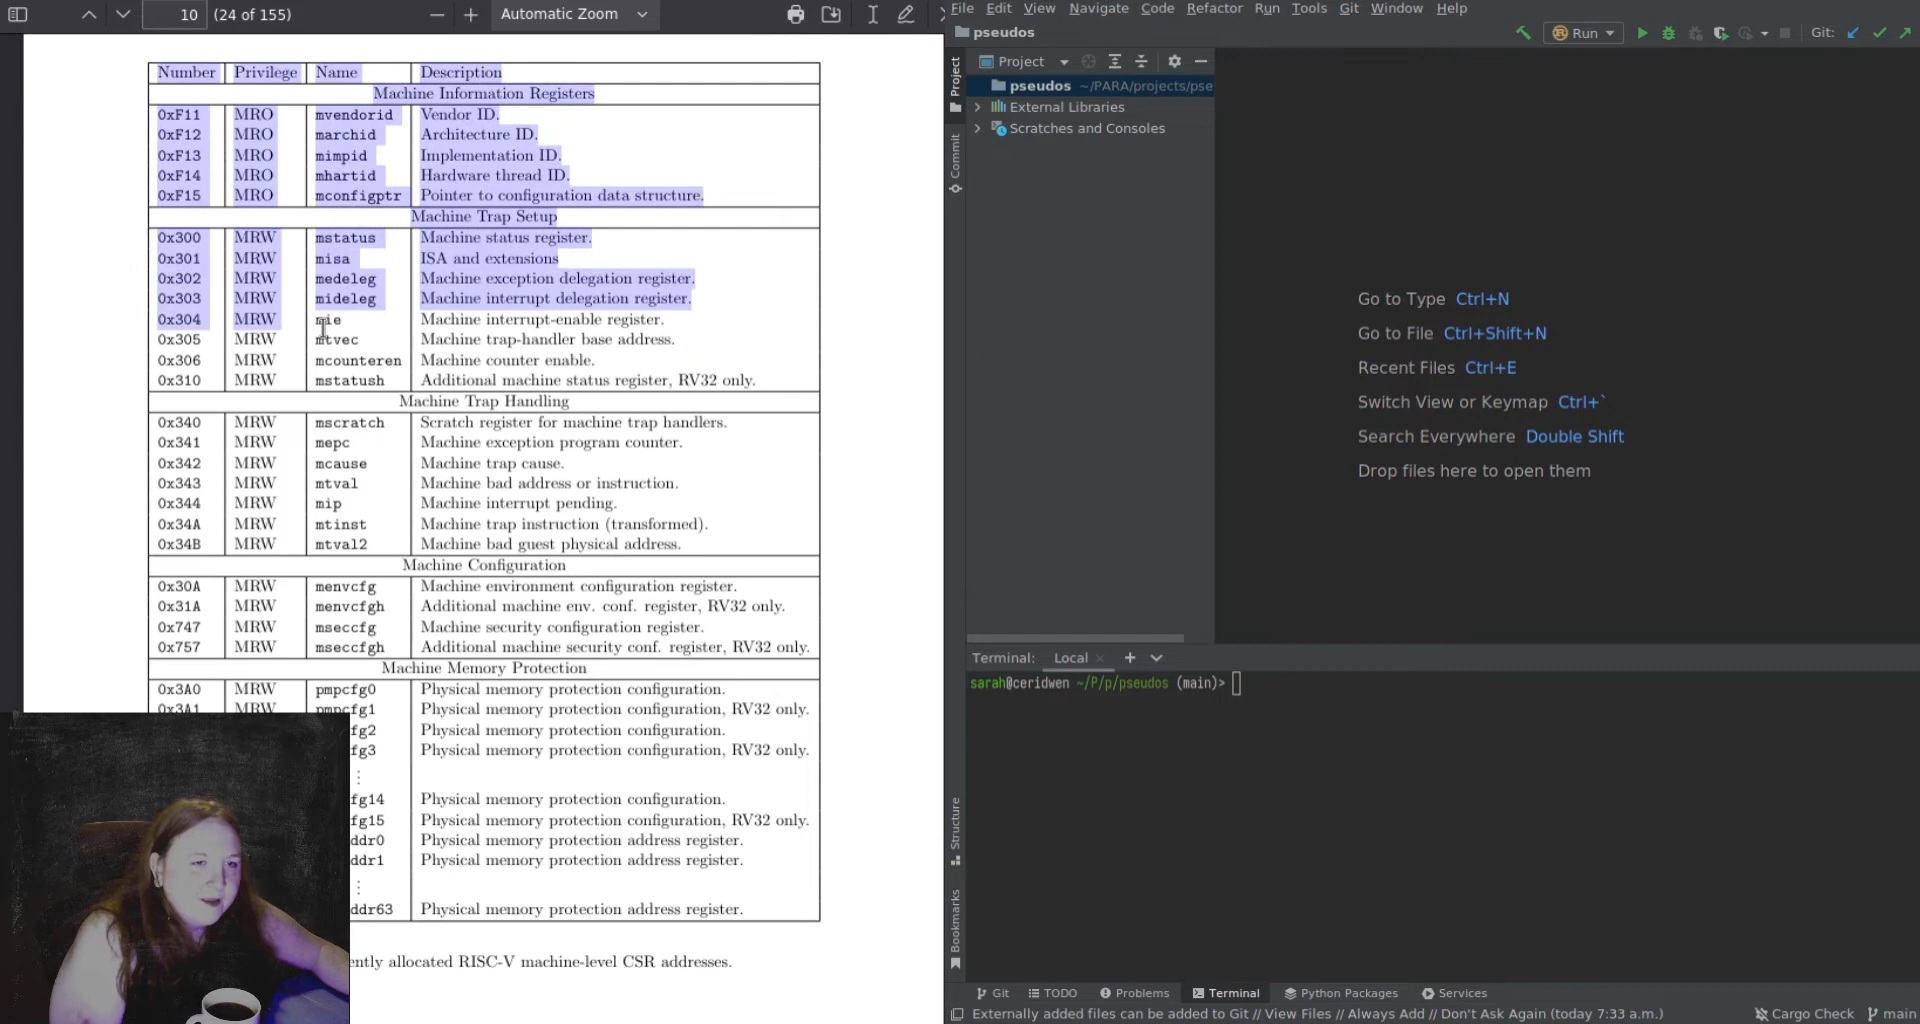 10 (24 of 155) Automatic Zoom
Number Privilege Name Description
Machine Information Registers
0xF11 MRO mvendorid Vendor ID.
0xF12 MRO marchid Architecture ID.
0xF13 MRO mimpid Implementation ID.
0xF14 MRO mhartid Hardware thread ID.
0xF15 MRO mconfigptr Pointer to configuration data structure.
Machine Trap Setup
0x300 MRW mstatus Machine status register.
0x301 MRW misa ISA and extensions
0x302 MRW medeleg Machine exception delegation register.
0x303 MRW mideleg Machine interrupt delegation register.
0x304 MRW mie Machine interrupt-enable register.
0x305 MRW mtvec Machine trap-handler base address.
0x306 MRW mcounteren Machine counter enable.
0x310 MRW mstatush Additional machine status register, RV32 only.
Machine Trap Handling
0x340 MRW mscratch Scratch register for machine trap handlers.
0x341 MRW mepc Machine exception program counter.
0x342 MRW mcause Machine trap cause.
0x343 MRW mtval Machine bad address or instruction.
0x344 MRW mip Machine interrupt pending.
0x34A MRW mtinst Machine trap instruction (transformed).
0x34B MRW mtval2 Machine bad guest physical address.
Machine Configuration
0x30A MRW menvcfg Machine environment configuration register.
0x31A MRW menvcfgh Additional machine env. conf. register, RV32 only.
0x747 MRW mseccfg Machine security configuration register.
0x757 MRW mseccfgh Additional machine security conf. register, RV32 only.
Machine Memory Protection
0x3A0 MRW pmpcfg0 Physical memory protection configuration.
0x3A1 MRW pmpcfg1 Physical memory protection configuration, RV32 only.
fg2 Physical memory protection configuration.
fg3 Physical memory protection configuration, RV32 only.
⋮
fg14 Physical memory protection configuration.
fg15 Physical memory protection configuration, RV32 only.
ddr0 Physical memory protection address register.
ddr1 Physical memory protection address register.
⋮
ddr63 Physical memory protection address register.
ently allocated RISC-V machine-level CSR addresses.
File Edit View Navigate Code Refactor Run Tools Git Window Help
pseudos Run Git:
Project
Project
pseudos ~/PARA/projects/pse
External Libraries
Scratches and Consoles
Commit
Go to Type Ctrl+N
Go to File Ctrl+Shift+N
Recent Files Ctrl+E
Switch View or Keymap Ctrl+`
Search Everywhere Double Shift
Drop files here to open them
Terminal: Local
sarah@ceridwen ~/P/p/pseudos (main)>
Structure
Bookmarks
Git TODO Problems Terminal Python Packages Services
Externally added files can be added to Git // View Files // Always Add // Don't Ask Again (today 7:33 a.m.) Cargo Check main